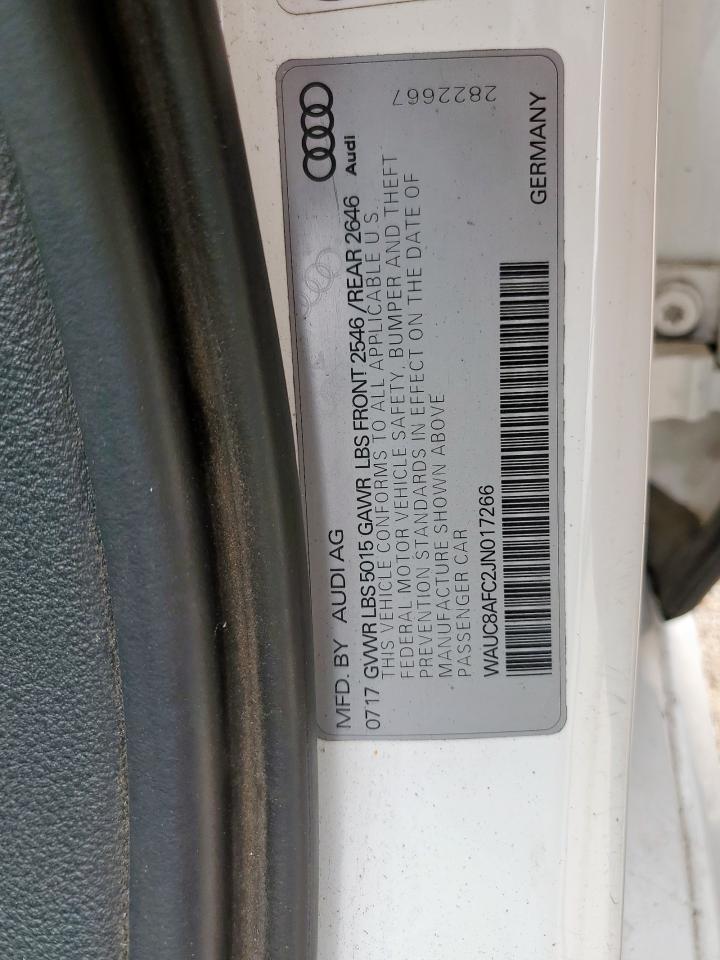 Audi
MFD. BY AUDI AG
0717 GVWR LBS 5015 GAWR LBS FRONT 2546 /REAR 2646
THIS VEHICLE CONFORMS TO ALL APPLICABLE U S
FEDERAL MOTOR VEHICLE SAFETY, BUMPER AND THEFT
PREVENTION STANDARDS IN EFFECT ON THE DATE OF
MANUFACTURE SHOWN ABOVE
PASSENGER CAR
WAUC8AFC2JN017266
2822667
GERMANY